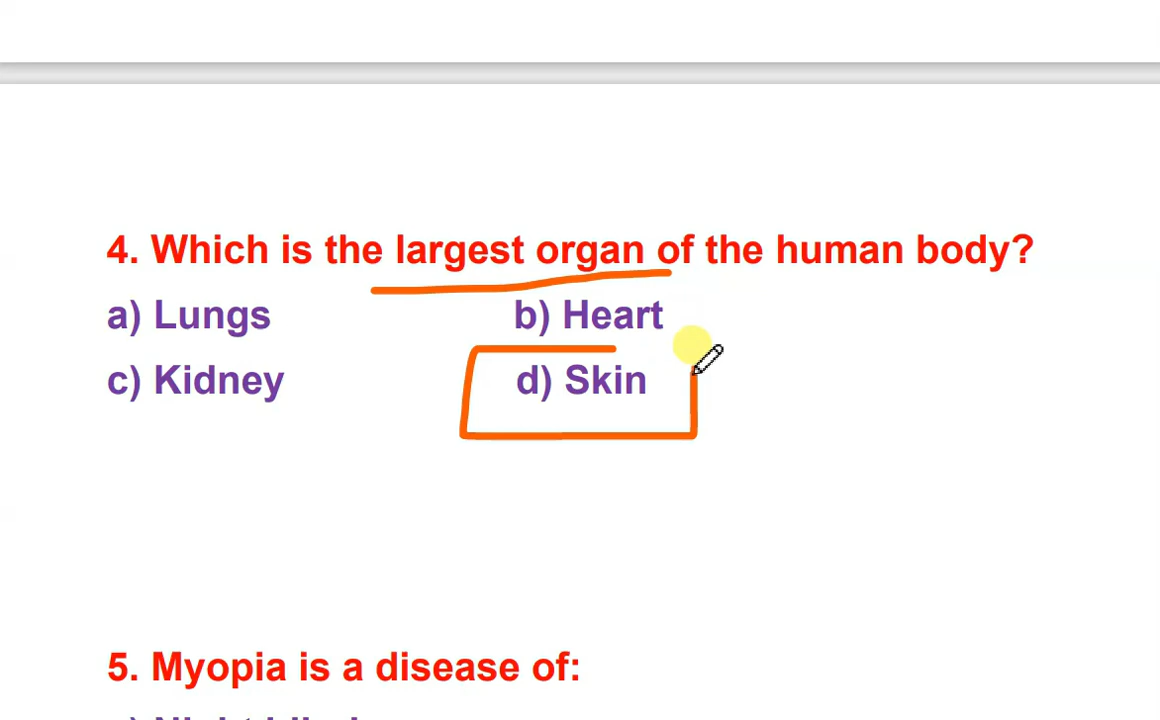 4. Which is the largest organ of the human body?
a) Lungs b) Heart
c) Kidney d) Skin
5. Myopia is a disease of: